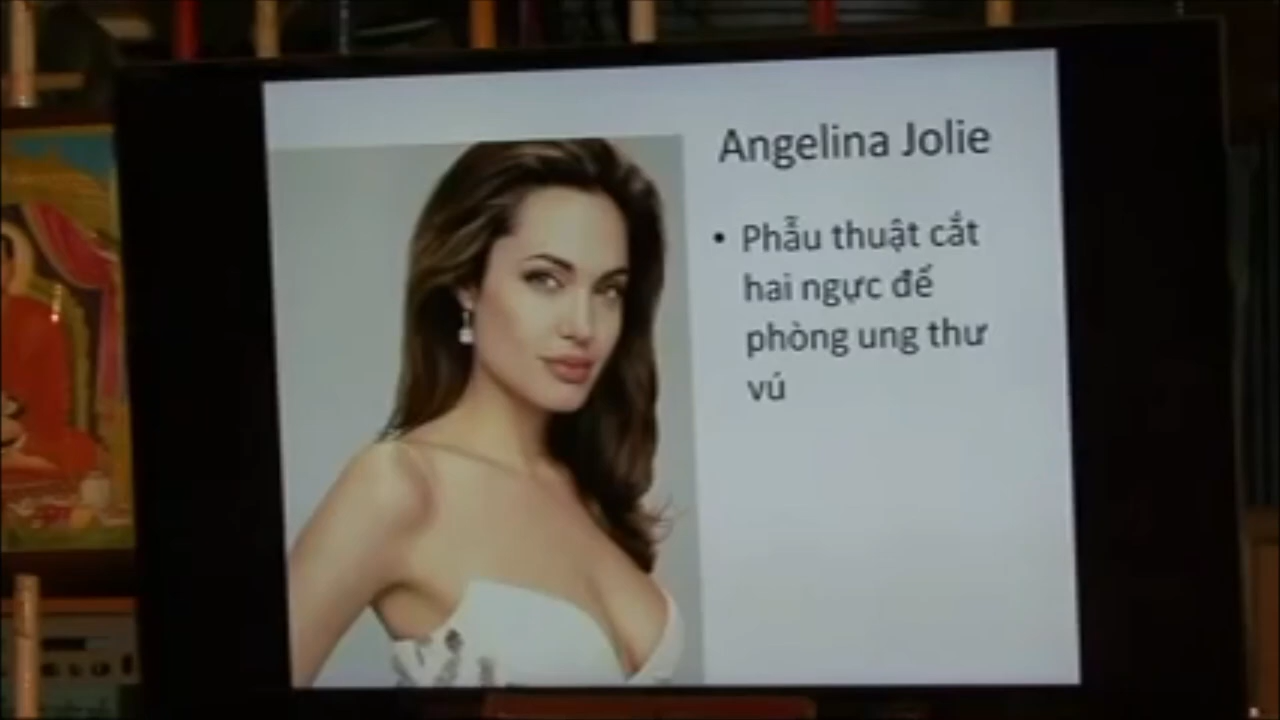 Angelina Jolie
• Phẫu thuật cắt
hai ngực để
phòng ung thư
vú